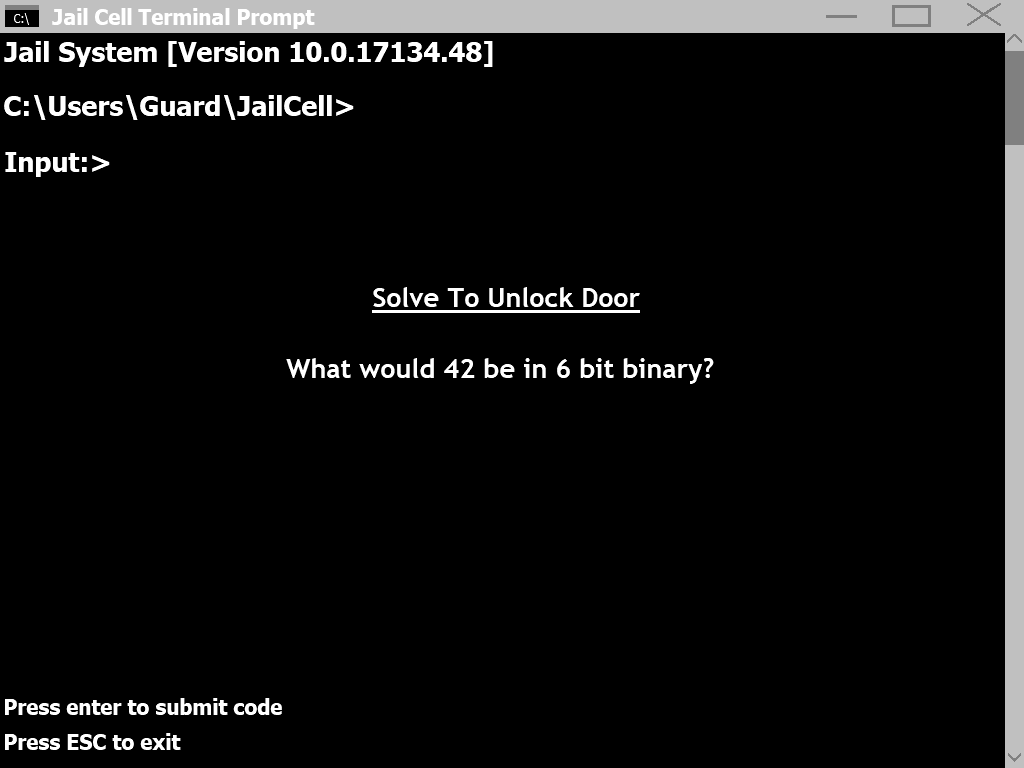 C:\ Jail Cell Terminal Prompt
Jail System [Version 10.0.17134.48]
C:\Users\Guard\JailCell>
Input:>
Solve To Unlock Door
What would 42 be in 6 bit binary?
Press enter to submit code
Press ESC to exit